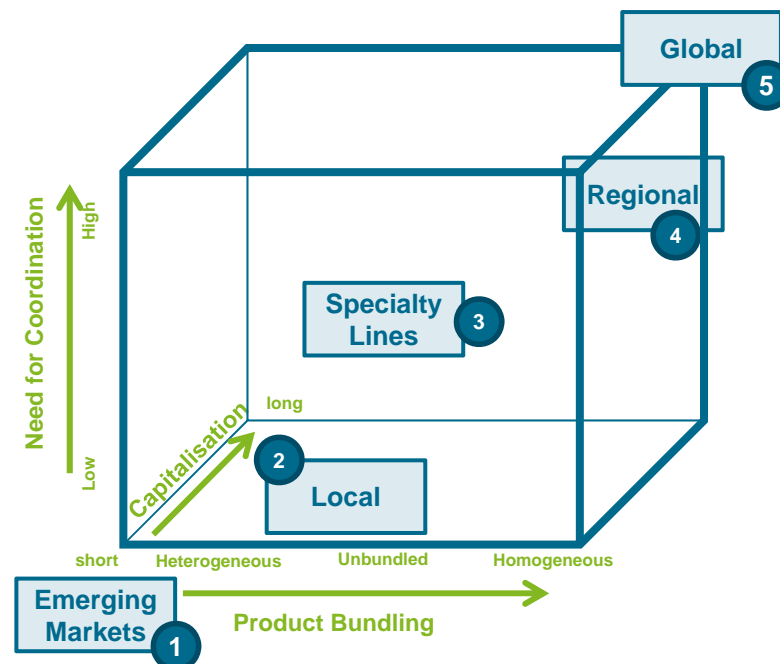 Global
5
Regional
4
High
Need for Coordination
Low
Specialty
Lines
3
long
Capitalisation
2
Local
short
Heterogeneous
Unbundled
Homogeneous
Emerging
Markets
1
Product Bundling